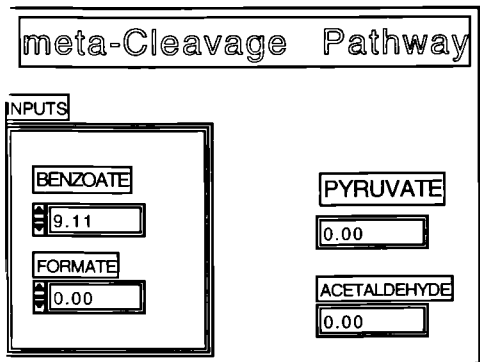 meta-Cleavage Pathway
INPUTS
BENZOATE
9.11
FORMATE
0.00
PYRUVATE
0.00
ACETALDEHYDE
0.00